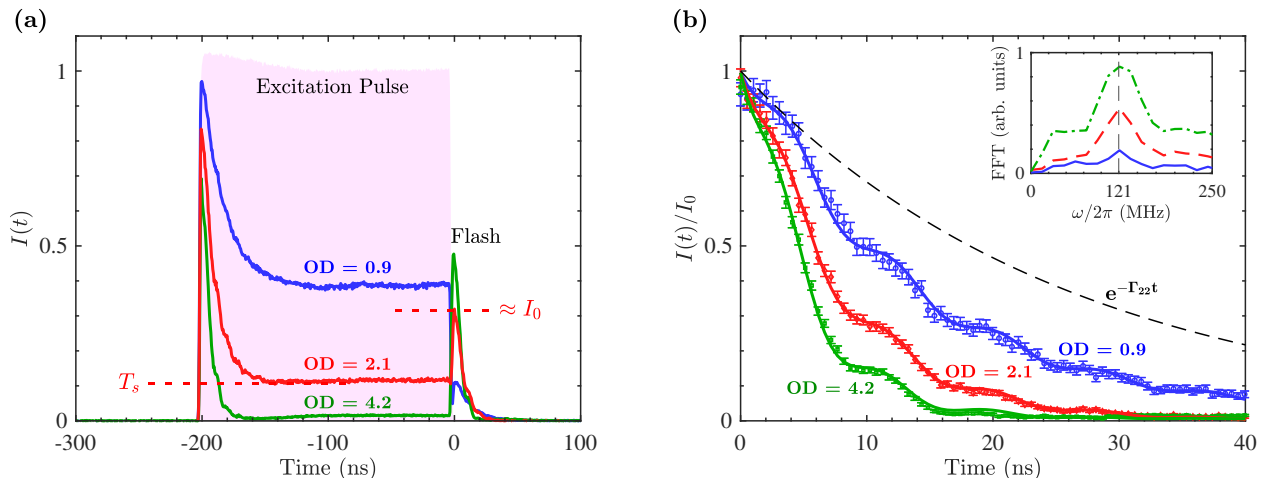 (a)
I(t)
1
0.5
0
Excitation Pulse
Flash
OD = 0.9
≈ I₀
OD = 2.1
Tₛ
OD = 4.2
-300 -200 -100 0 100
Time (ns)
(b)
I(t)/I₀
1
0.5
0
FFT (arb. units)
1
0
0 121 250
ω/2π (MHz)
e^{-Γ₂₂t}
OD = 0.9
OD = 2.1
OD = 4.2
0 10 20 30 40
Time (ns)